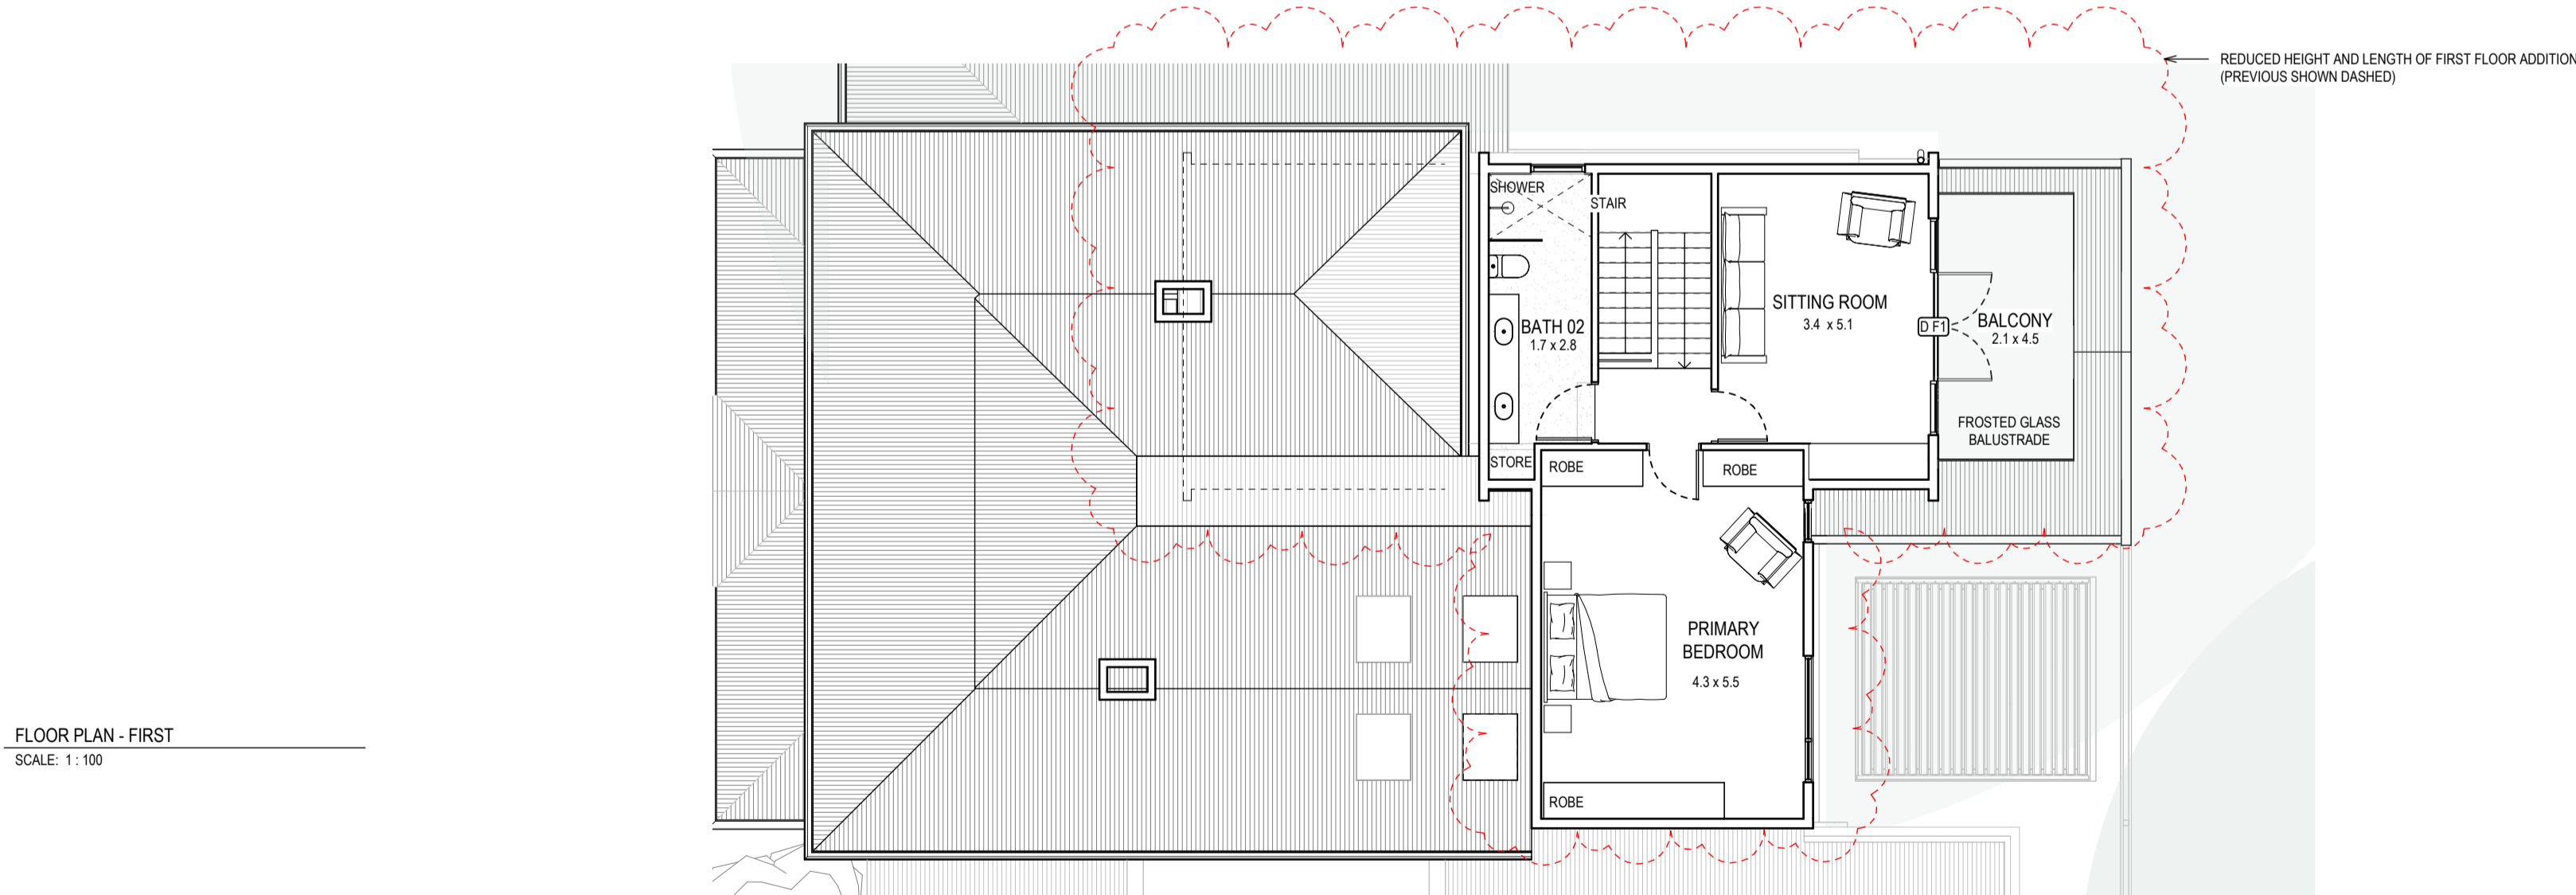 REDUCED HEIGHT AND LENGTH OF FIRST FLOOR ADDITION
(PREVIOUS SHOWN DASHED)
SHOWER
STAIR
SITTING ROOM
3.4 x 5.1
BATH 02
1.7 x 2.8
D F1
BALCONY
2.1 x 4.5
FROSTED GLASS
BALUSTRADE
STORE
ROBE
ROBE
PRIMARY
BEDROOM
4.3 x 5.5
ROBE
FLOOR PLAN - FIRST
SCALE: 1 : 100